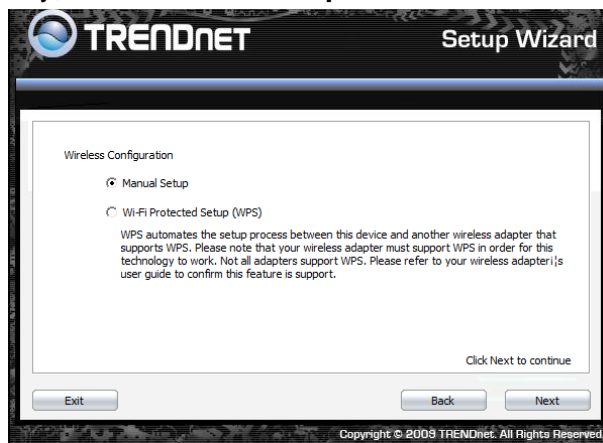 TRENDNET
Setup Wizard
Wireless Configuration
Manual Setup
Wi-Fi Protected Setup (WPS)
WPS automates the setup process between this device and another wireless adapter that
supports WPS. Please note that your wireless adapter must support WPS in order for this
technology to work. Not all adapters support WPS. Please refer to your wireless adapteri¦s
user guide to confirm this feature is support.
Click Next to continue
Exit
Back
Next
Copyright © 2009 TRENDnet. All Rights Reserved